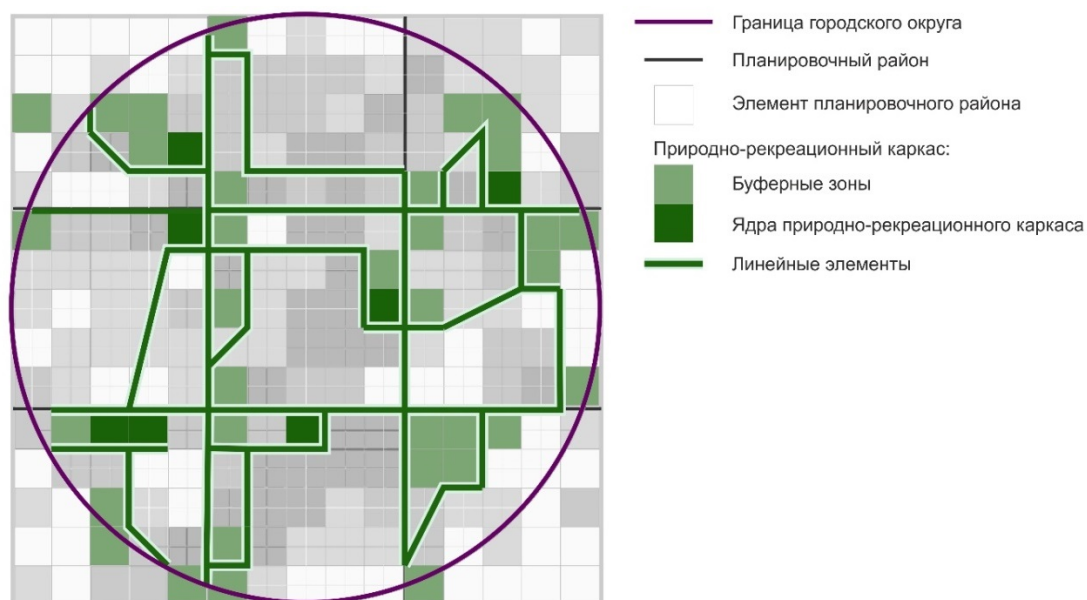 Граница городского округа
Планировочный район
Элемент планировочного района
Природно-рекреационный каркас:
Буферные зоны
Ядра природно-рекреационного каркаса
Линейные элементы